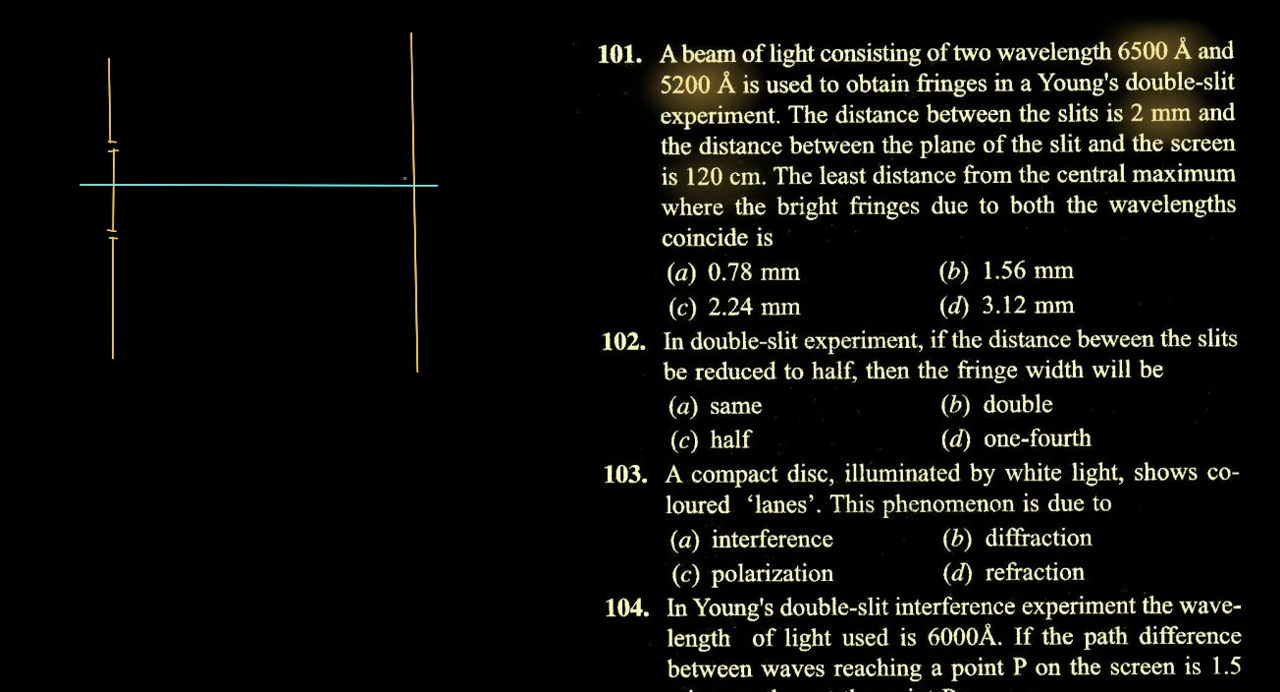 101. A beam of light consisting of two wavelength 6500 Å and
5200 Å is used to obtain fringes in a Young's double-slit
experiment. The distance between the slits is 2 mm and
the distance between the plane of the slit and the screen
is 120 cm. The least distance from the central maximum
where the bright fringes due to both the wavelengths
coincide is
(a) 0.78 mm (b) 1.56 mm
(c) 2.24 mm (d) 3.12 mm
102. In double-slit experiment, if the distance beween the slits
be reduced to half, then the fringe width will be
(a) same (b) double
(c) half (d) one-fourth
103. A compact disc, illuminated by white light, shows co-
loured ‘lanes’. This phenomenon is due to
(a) interference (b) diffraction
(c) polarization (d) refraction
104. In Young's double-slit interference experiment the wave-
length of light used is 6000Å. If the path difference
between waves reaching a point P on the screen is 1.5